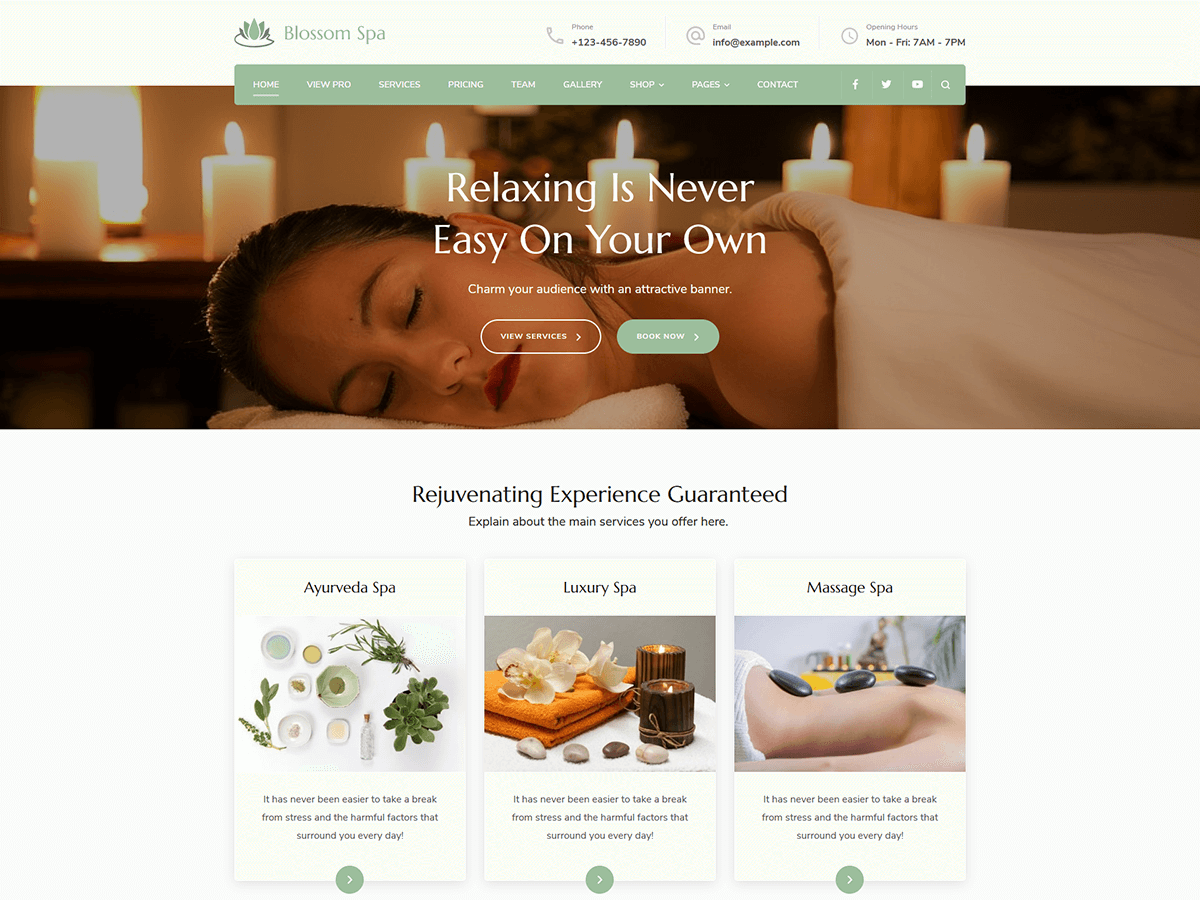 Blossom Spa
Phone
+123-456-7890
Email
info@example.com
Opening Hours
Mon - Fri: 7AM - 7PM
HOME VIEW PRO SERVICES PRICING TEAM GALLERY SHOP PAGES CONTACT
Relaxing Is Never
Easy On Your Own
Charm your audience with an attractive banner.
VIEW SERVICES BOOK NOW
Rejuvenating Experience Guaranteed
Explain about the main services you offer here.
Ayurveda Spa
It has never been easier to take a break
from stress and the harmful factors that
surround you every day!
Luxury Spa
It has never been easier to take a break
from stress and the harmful factors that
surround you every day!
Massage Spa
It has never been easier to take a break
from stress and the harmful factors that
surround you every day!